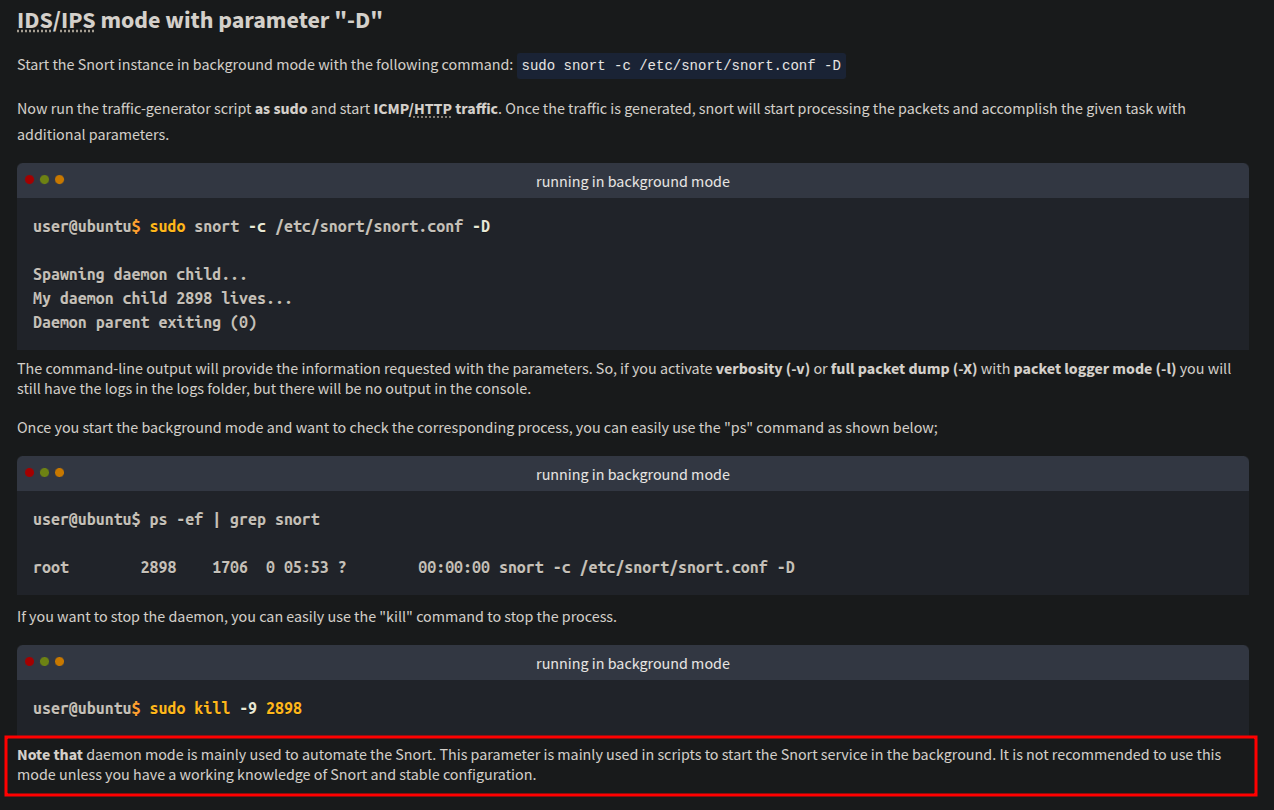 IDS/IPS mode with parameter "-D"
Start the Snort instance in background mode with the following command: sudo snort -c /etc/snort/snort.conf -D
Now run the traffic-generator script as sudo and start ICMP/HTTP traffic. Once the traffic is generated, snort will start processing the packets and accomplish the given task with
additional parameters.
running in background mode
user@ubuntu$ sudo snort -c /etc/snort/snort.conf -D
Spawning daemon child...
My daemon child 2898 lives...
Daemon parent exiting (0)
The command-line output will provide the information requested with the parameters. So, if you activate verbosity (-v) or full packet dump (-X) with packet logger mode (-l) you will
still have the logs in the logs folder, but there will be no output in the console.
Once you start the background mode and want to check the corresponding process, you can easily use the "ps" command as shown below;
running in background mode
user@ubuntu$ ps -ef | grep snort
root 2898 1706 0 05:53 ? 00:00:00 snort -c /etc/snort/snort.conf -D
If you want to stop the daemon, you can easily use the "kill" command to stop the process.
running in background mode
user@ubuntu$ sudo kill -9 2898
Note that daemon mode is mainly used to automate the Snort. This parameter is mainly used in scripts to start the Snort service in the background. It is not recommended to use this
mode unless you have a working knowledge of Snort and stable configuration.